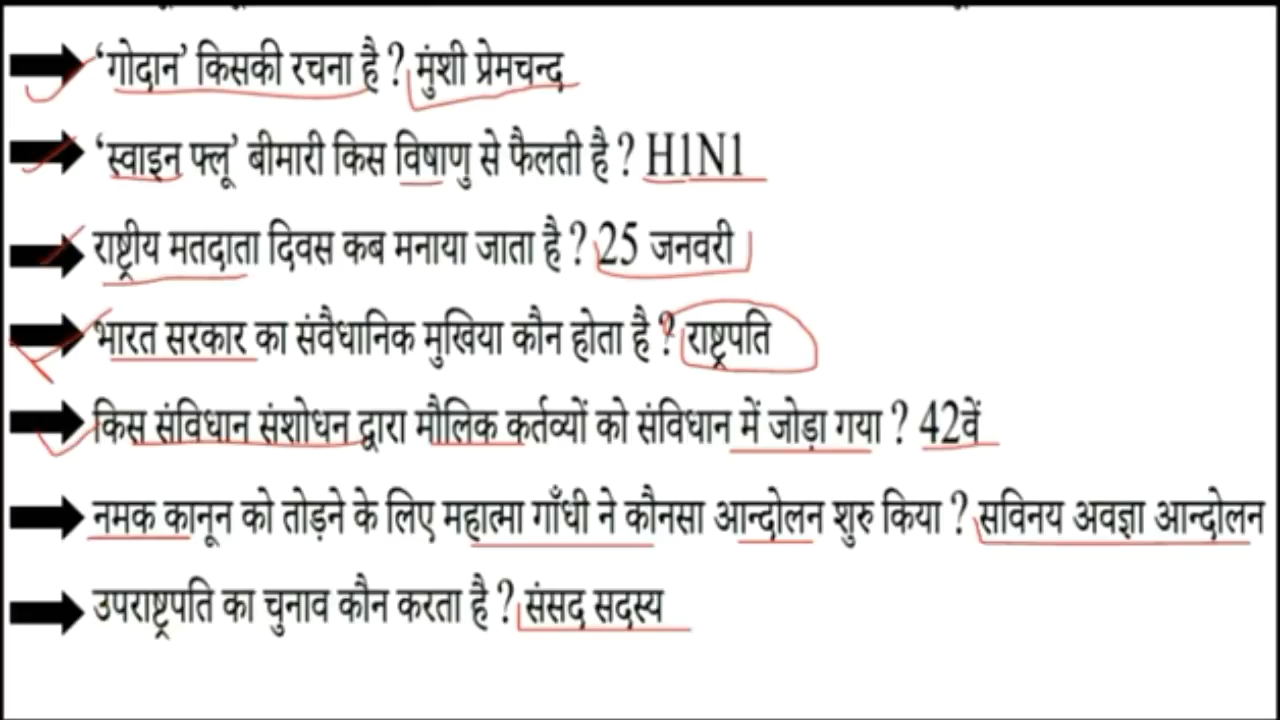 ‘गोदान’ किसकी रचना है ? मुंशी प्रेमचन्द
‘स्वाइन फ्लू’ बीमारी किस विषाणु से फैलती है ? H1N1
राष्ट्रीय मतदाता दिवस कब मनाया जाता है ? 25 जनवरी
भारत सरकार का संवैधानिक मुखिया कौन होता है ? राष्ट्रपति
किस संविधान संशोधन द्वारा मौलिक कर्तव्यों को संविधान में जोड़ा गया ? 42वें
नमक कानून को तोड़ने के लिए महात्मा गाँधी ने कौनसा आन्दोलन शुरु किया ? सविनय अवज्ञा आन्दोलन
उपराष्ट्रपति का चुनाव कौन करता है ? संसद सदस्य